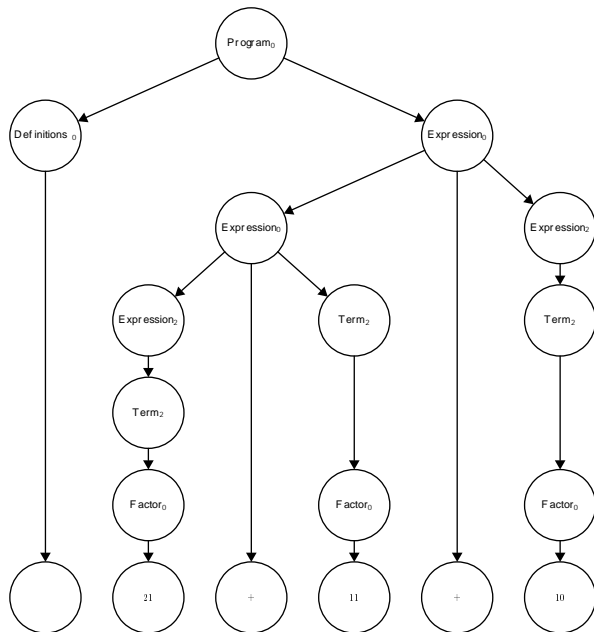 Program₀
Definitions ₀
Expression₀
Expression₀
Expression₂
Expression₂
Term₂
Term₂
Term₂
Factor₀
Factor₀
Factor₀
21
+
11
+
10